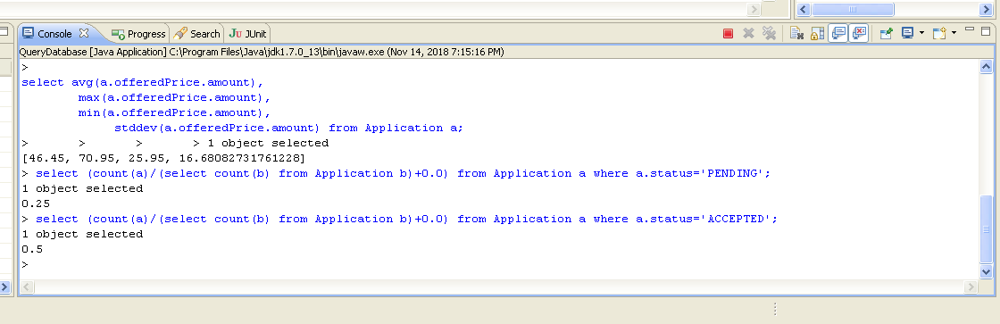 Console Progress Search JUnit
QueryDatabase [Java Application] C:\Program Files\Java\jdk1.7.0_13\bin\javaw.exe (Nov 14, 2018 7:15:16 PM)
>
select avg(a.offeredPrice.amount),
max(a.offeredPrice.amount),
min(a.offeredPrice.amount),
stddev(a.offeredPrice.amount) from Application a;
> > > > 1 object selected
[46.45, 70.95, 25.95, 16.68082731761228]
> select (count(a)/(select count(b) from Application b)+0.0) from Application a where a.status='PENDING';
1 object selected
0.25
> select (count(a)/(select count(b) from Application b)+0.0) from Application a where a.status='ACCEPTED';
1 object selected
0.5
>